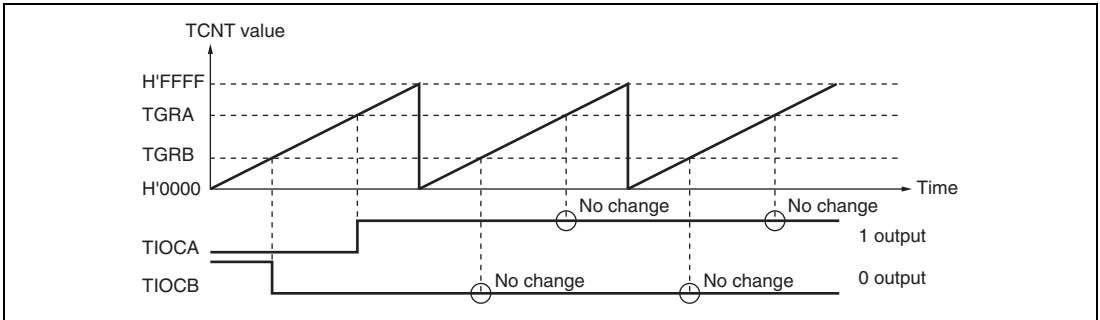 TCNT value
H'FFFF
TGRA
TGRB
H'0000
Time
No change
No change
1 output
TIOCA
No change
No change
0 output
TIOCB